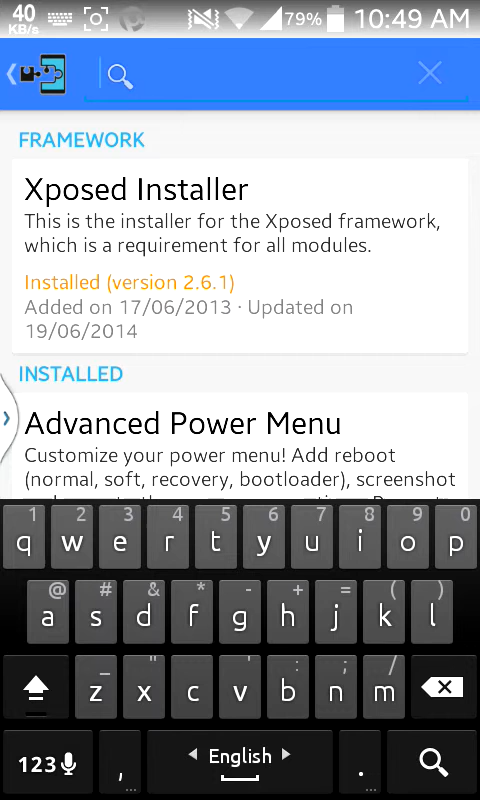 40
KB/s
79%
10:49 AM
FRAMEWORK
Xposed Installer
This is the installer for the Xposed framework,
which is a requirement for all modules.
Installed (version 2.6.1)
Added on 17/06/2013 · Updated on
19/06/2014
INSTALLED
Advanced Power Menu
Customize your power menu! Add reboot
(normal, soft, recovery, bootloader), screenshot
1 2 3 4 5 6 7 8 9 0
q w e r t y u i o p
@ # & * - + = ( )
a s d f g h j k l
_ " ' : ; /
z x c v b n m
123 , English .